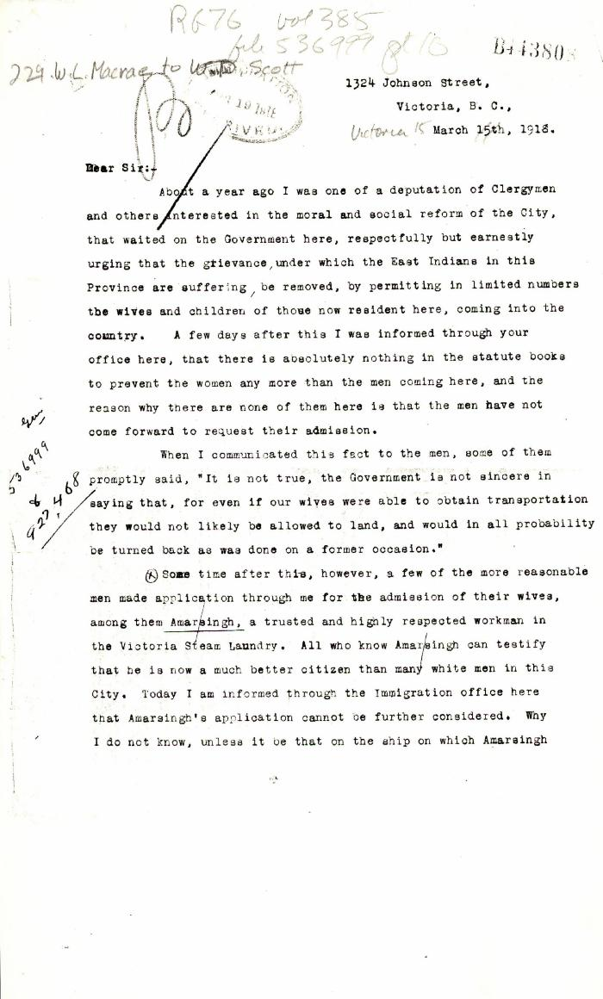 RG76 vol 385
file 536999 pt 10
B443808
229. W. L. Macrae to W. D. Scott
1324 Johnson Street,
Victoria, B. C.,
Victoria 15 March 15th, 1918.
Dear Sir:-
About a year ago I was one of a deputation of Clergymen
and others interested in the moral and social reform of the City,
that waited on the Government here, respectfully but earnestly
urging that the grievance, under which the East Indians in this
Province are suffering, be removed, by permitting in limited numbers
the wives and children of those now resident here, coming into the
country. A few days after this I was informed through your
office here, that there is absolutely nothing in the statute books
to prevent the women any more than the men coming here, and the
reason why there are none of them here is that the men have not
come forward to request their admission.
When I communicated this fact to the men, some of them
promptly said, "It is not true, the Government is not sincere in
saying that, for even if our wives were able to obtain transportation
they would not likely be allowed to land, and would in all probability
be turned back as was done on a former occasion."
536999
&
927468
Some time after this, however, a few of the more reasonable
men made application through me for the admission of their wives,
among them Amarsingh, a trusted and highly respected workman in
the Victoria Steam Laundry. All who know Amarsingh can testify
that he is now a much better citizen than many white men in this
City. Today I am informed through the Immigration office here
that Amarsingh's application cannot be further considered. Why
I do not know, unless it be that on the ship on which Amarsingh